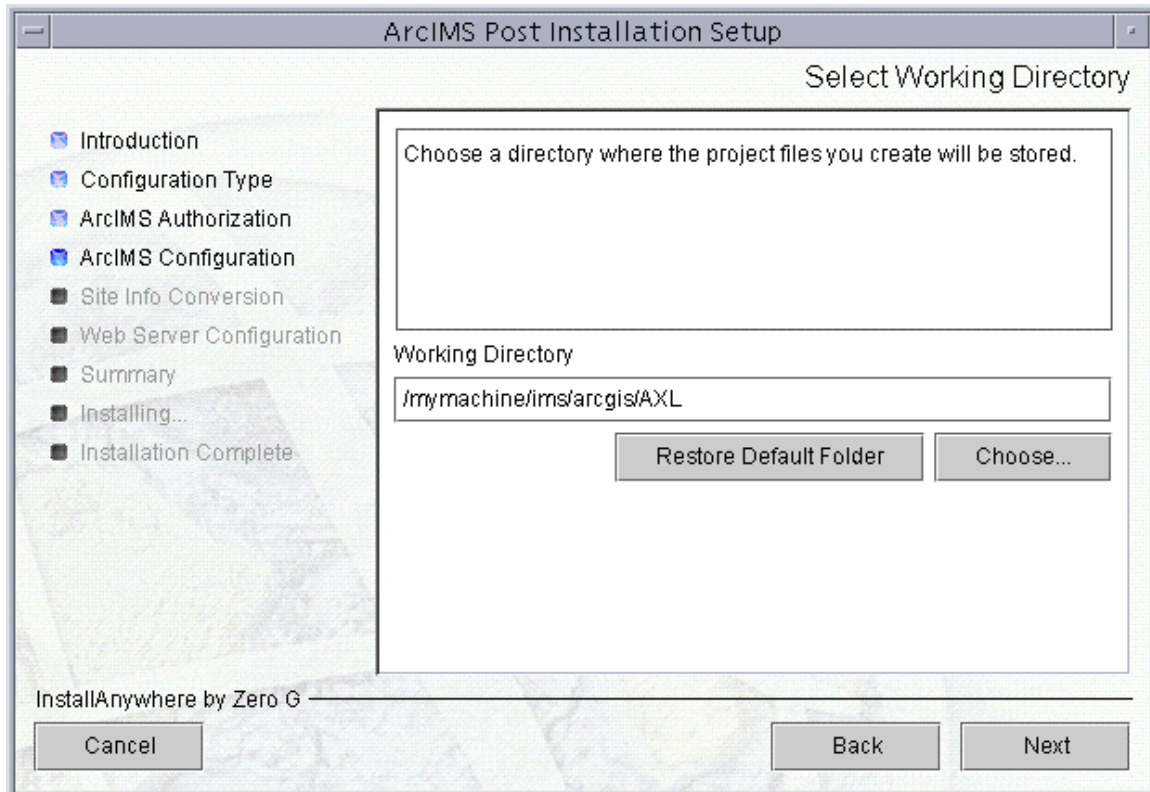 ArcIMS Post Installation Setup
Select Working Directory
Introduction
Configuration Type
ArcIMS Authorization
ArcIMS Configuration
Site Info Conversion
Web Server Configuration
Summary
Installing...
Installation Complete
Choose a directory where the project files you create will be stored.
Working Directory
/mymachine/ims/arcgis/AXL
Restore Default Folder
Choose...
InstallAnywhere by Zero G
Cancel
Back
Next